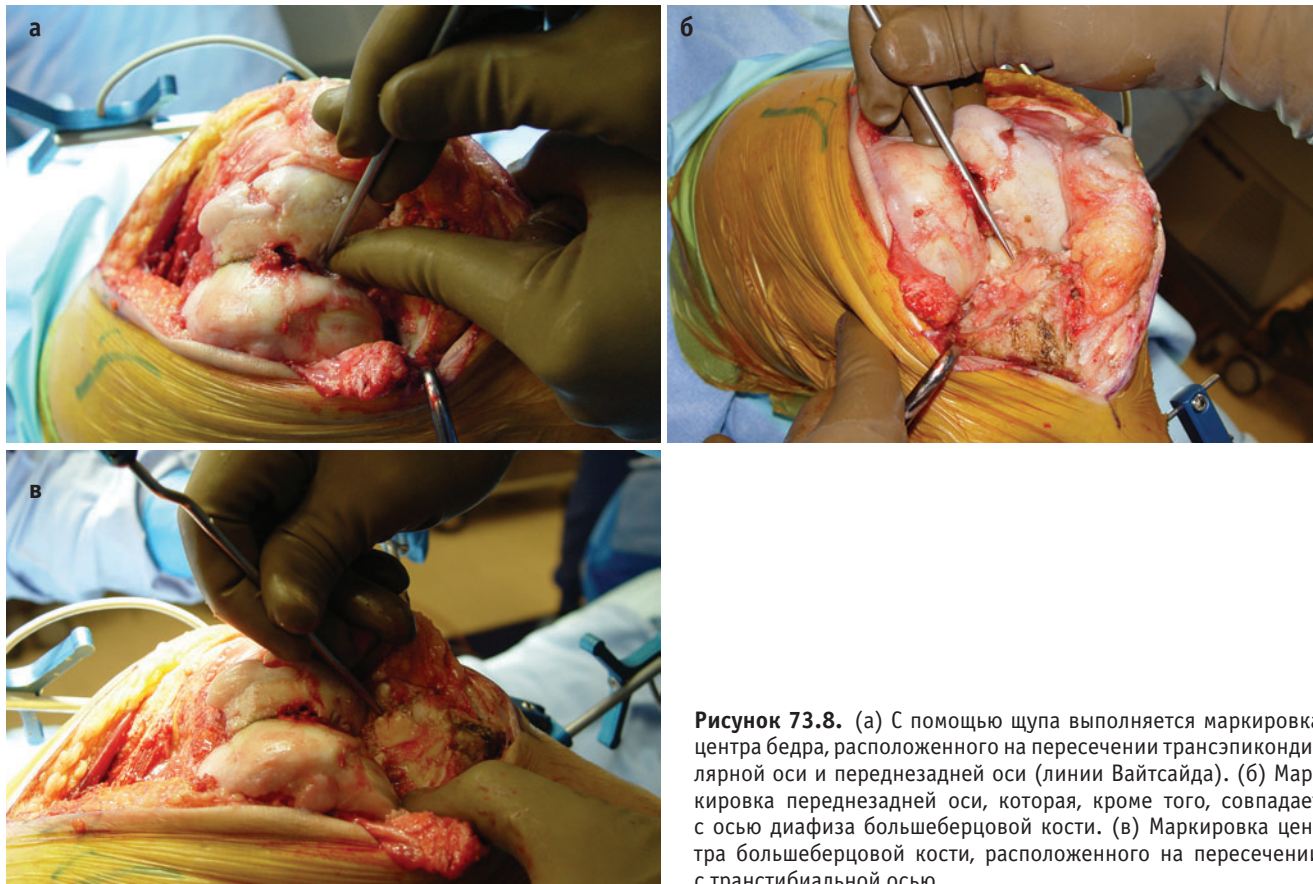 а
б
в
Рисунок 73.8. (а) С помощью щупа выполняется маркировка
центра бедра, расположенного на пересечении трансэпиконди-
лярной оси и переднезадней оси (линии Вайтсайда). (б) Мар-
кировка переднезадней оси, которая, кроме того, совпадает
с осью диафиза большеберцовой кости. (в) Маркировка цен-
тра большеберцовой кости, расположенного на пересечении
с транстибиальной осью